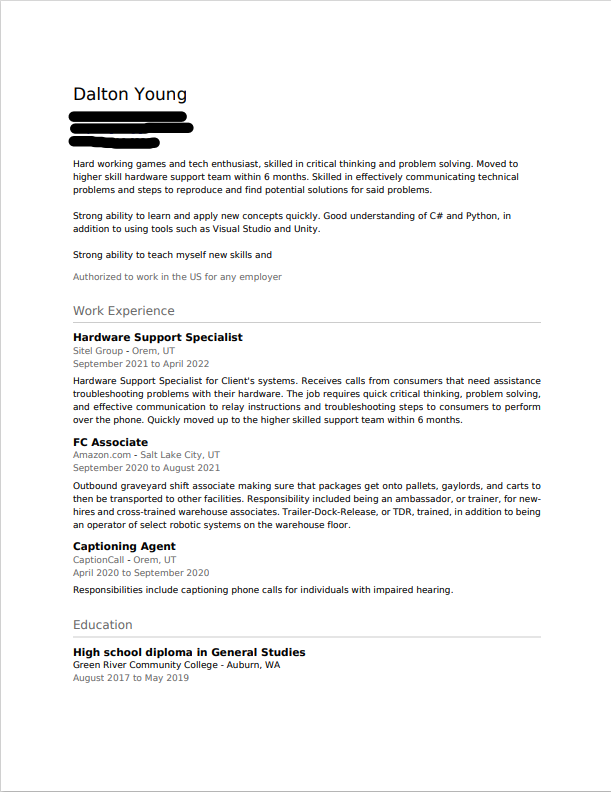 Dalton Young
Hard working games and tech enthusiast, skilled in critical thinking and problem solving. Moved to
higher skill hardware support team within 6 months. Skilled in effectively communicating technical
problems and steps to reproduce and find potential solutions for said problems.
Strong ability to learn and apply new concepts quickly. Good understanding of C# and Python, in
addition to using tools such as Visual Studio and Unity.
Strong ability to teach myself new skills and
Authorized to work in the US for any employer
Work Experience
Hardware Support Specialist
Sitel Group - Orem, UT
September 2021 to April 2022
Hardware Support Specialist for Client's systems. Receives calls from consumers that need assistance
troubleshooting problems with their hardware. The job requires quick critical thinking, problem solving,
and effective communication to relay instructions and troubleshooting steps to consumers to perform
over the phone. Quickly moved up to the higher skilled support team within 6 months.
FC Associate
Amazon.com - Salt Lake City, UT
September 2020 to August 2021
Outbound graveyard shift associate making sure that packages get onto pallets, gaylords, and carts to
then be transported to other facilities. Responsibility included being an ambassador, or trainer, for new-
hires and cross-trained warehouse associates. Trailer-Dock-Release, or TDR, trained, in addition to being
an operator of select robotic systems on the warehouse floor.
Captioning Agent
CaptionCall - Orem, UT
April 2020 to September 2020
Responsibilities include captioning phone calls for individuals with impaired hearing.
Education
High school diploma in General Studies
Green River Community College - Auburn, WA
August 2017 to May 2019